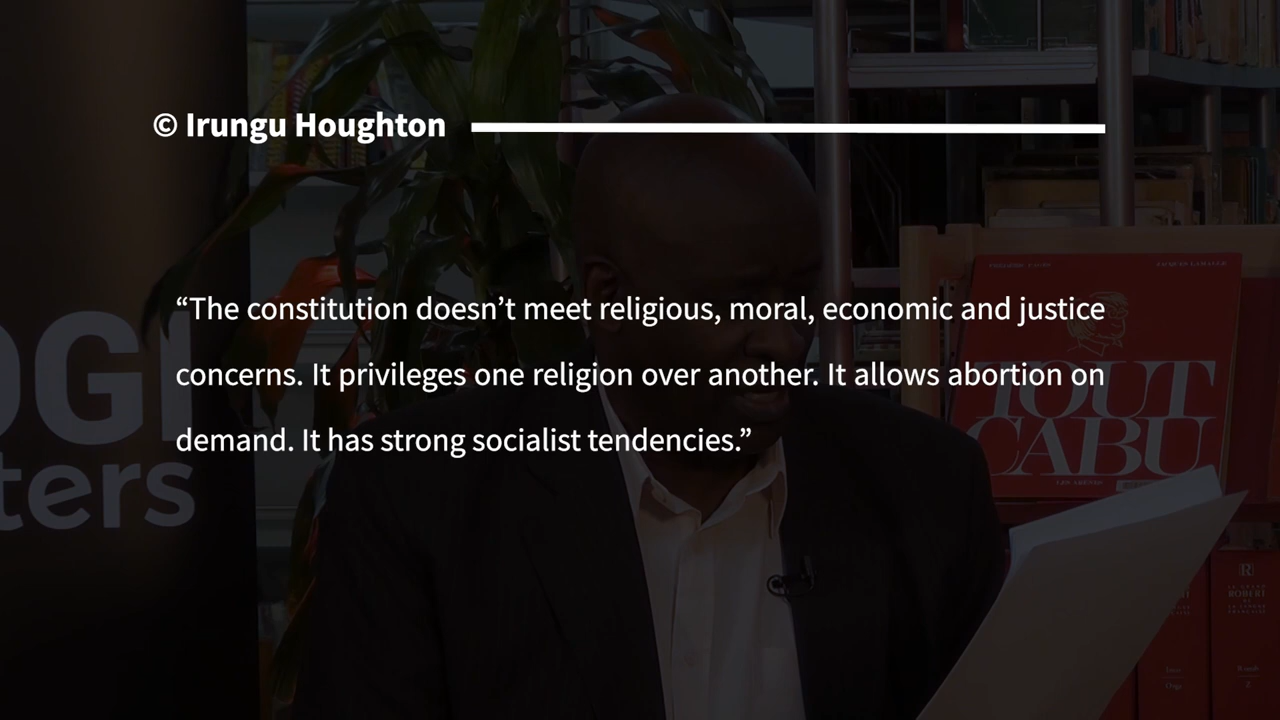 © Irungu Houghton
“The constitution doesn’t meet religious, moral, economic and justice
concerns. It privileges one religion over another. It allows abortion on
demand. It has strong socialist tendencies.”
OGI
ters
TOUT
CABU
ROBERT